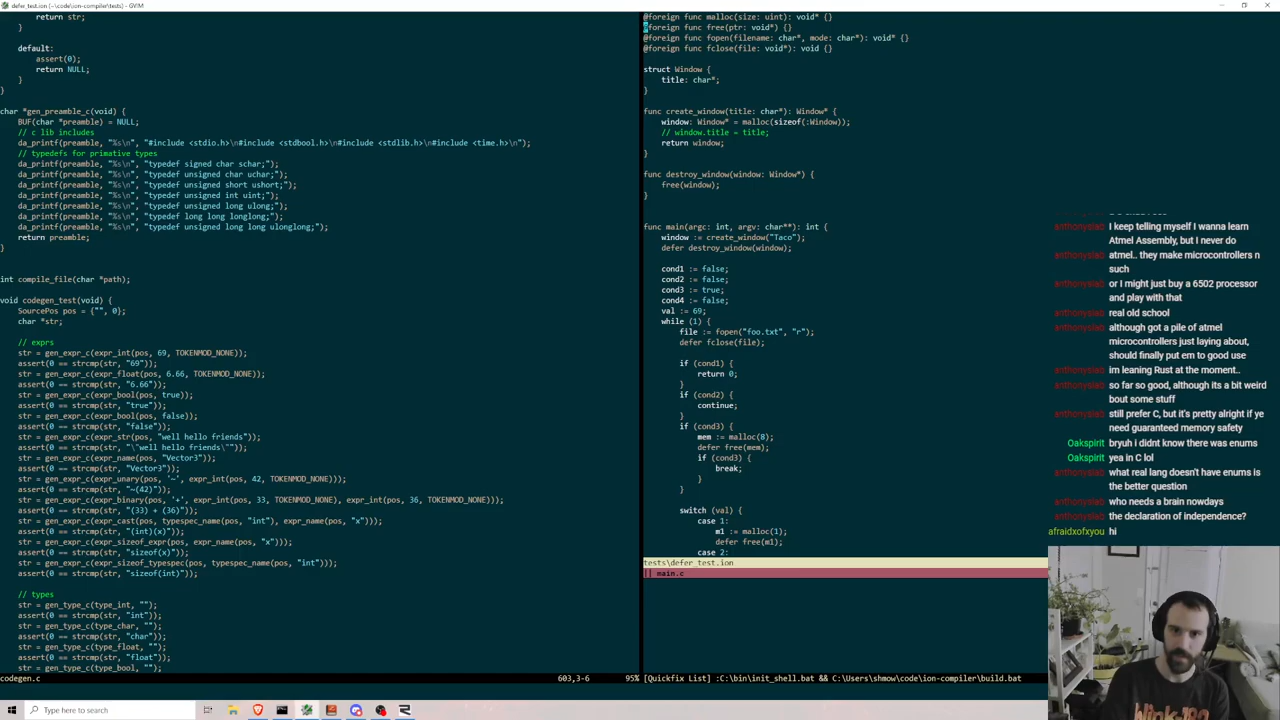 defer_test.ion [~\code\ion-compiler\tests] - GVIM
return str;
}
default:
assert(0);
return NULL;
}
}
char *gen_preamble_c(void) {
BUF(char *preamble) = NULL;
// c lib includes
da_printf(preamble, "%s\n", "#include <stdio.h>\n#include <stdbool.h>\n#include <stdlib.h>\n#include <time.h>\n");
// typedefs for primative types
da_printf(preamble, "%s\n", "typedef signed char schar;");
da_printf(preamble, "%s\n", "typedef unsigned char uchar;");
da_printf(preamble, "%s\n", "typedef unsigned short ushort;");
da_printf(preamble, "%s\n", "typedef unsigned int uint;");
da_printf(preamble, "%s\n", "typedef unsigned long ulong;");
da_printf(preamble, "%s\n", "typedef long long longlong;");
da_printf(preamble, "%s\n", "typedef unsigned long long ulonglong;");
return preamble;
}
int compile_file(char *path);
void codegen_test(void) {
SourcePos pos = {"", 0};
char *str;
// exprs
str = gen_expr_c(expr_int(pos, 69, TOKENMOD_NONE));
assert(0 == strcmp(str, "69"));
str = gen_expr_c(expr_float(pos, 6.66, TOKENMOD_NONE));
assert(0 == strcmp(str, "6.66"));
str = gen_expr_c(expr_bool(pos, true));
assert(0 == strcmp(str, "true"));
str = gen_expr_c(expr_bool(pos, false));
assert(0 == strcmp(str, "false"));
str = gen_expr_c(expr_str(pos, "well hello friends"));
assert(0 == strcmp(str, "\"well hello friends\""));
str = gen_expr_c(expr_name(pos, "Vector3"));
assert(0 == strcmp(str, "Vector3"));
str = gen_expr_c(expr_unary(pos, '~', expr_int(pos, 42, TOKENMOD_NONE)));
assert(0 == strcmp(str, "~(42)"));
str = gen_expr_c(expr_binary(pos, '+', expr_int(pos, 33, TOKENMOD_NONE), expr_int(pos, 36, TOKENMOD_NONE)));
assert(0 == strcmp(str, "(33) + (36)"));
str = gen_expr_c(expr_cast(pos, typespec_name(pos, "int"), expr_name(pos, "x")));
assert(0 == strcmp(str, "(int)(x)"));
str = gen_expr_c(expr_sizeof_expr(pos, expr_name(pos, "x")));
assert(0 == strcmp(str, "sizeof(x)"));
str = gen_expr_c(expr_sizeof_typespec(pos, typespec_name(pos, "int")));
assert(0 == strcmp(str, "sizeof(int)"));
// types
str = gen_type_c(type_int, "");
assert(0 == strcmp(str, "int"));
str = gen_type_c(type_char, "");
assert(0 == strcmp(str, "char"));
str = gen_type_c(type_float, "");
assert(0 == strcmp(str, "float"));
str = gen_type_c(type_bool, "");
codegen.c 603,3-6 95%
@foreign func malloc(size: uint): void* {}
@foreign func free(ptr: void*) {}
@foreign func fopen(filename: char*, mode: char*): void* {}
@foreign func fclose(file: void*): void {}
struct Window {
title: char*;
}
func create_window(title: char*): Window* {
window: Window* = malloc(sizeof(:Window));
// window.title = title;
return window;
}
func destroy_window(window: Window*) {
free(window);
}
func main(argc: int, argv: char**): int {
window := create_window("Taco");
defer destroy_window(window);
cond1 := false;
cond2 := false;
cond3 := true;
cond4 := false;
val := 69;
while (1) {
file := fopen("foo.txt", "r");
defer fclose(file);
if (cond1) {
return 0;
}
if (cond2) {
continue;
}
if (cond3) {
mem := malloc(8);
defer free(mem);
if (cond3) {
break;
}
}
switch (val) {
case 1:
m1 := malloc(1);
defer free(m1);
case 2:
tests\defer_test.ion
|| main.c
[Quickfix List] :C:\bin\init_shell.bat && C:\Users\shmow\code\ion-compiler\build.bat
anthonyslab I keep telling myself I wanna learn
Atmel Assembly, but I never do
anthonyslab atmel.. they make microcontrollers n
such
anthonyslab or I might just buy a 6502 processor
and play with that
anthonyslab real old school
anthonyslab although got a pile of atmel
microcontrollers just laying about,
should finally put em to good use
anthonyslab im leaning Rust at the moment..
anthonyslab so far so good, although its a bit weird
bout some stuff
anthonyslab still prefer C, but it's pretty alright if ye
need guaranteed memory safety
Oakspirit bryuh i didnt know there was enums
Oakspirit yea in C lol
anthonyslab what real lang doesn't have enums is
the better question
anthonyslab who needs a brain nowdays
anthonyslab the declaration of independence?
afraidxofxyou hi
Type here to search